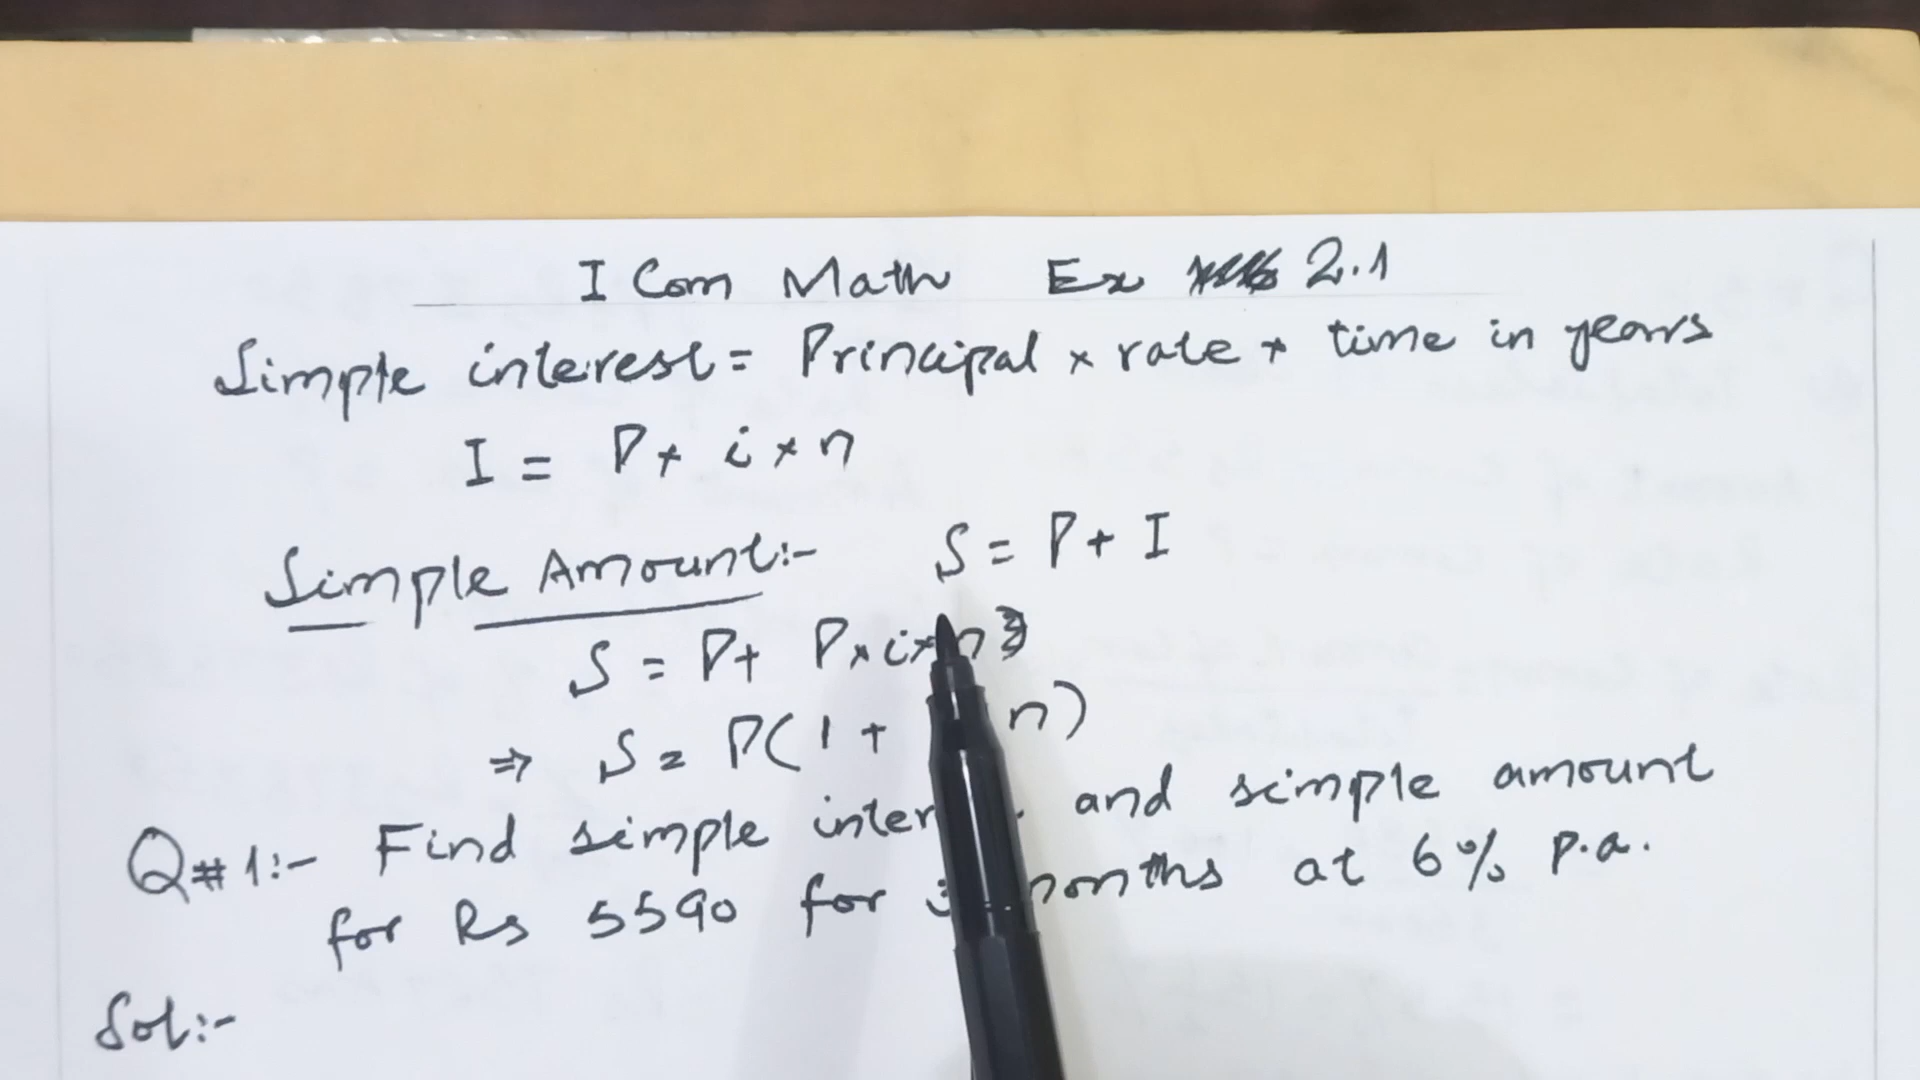 I Com Math Ex 2.1
Simple interest = Principal × rate × time in years
I = P × i × n
Simple Amount:- S = P + I
S = P + P × i × n
⇒ S = P(1 + n)
Q#1:- Find simple and simple amount
for Rs 5590 for months at 6% p.a.
Sol:-